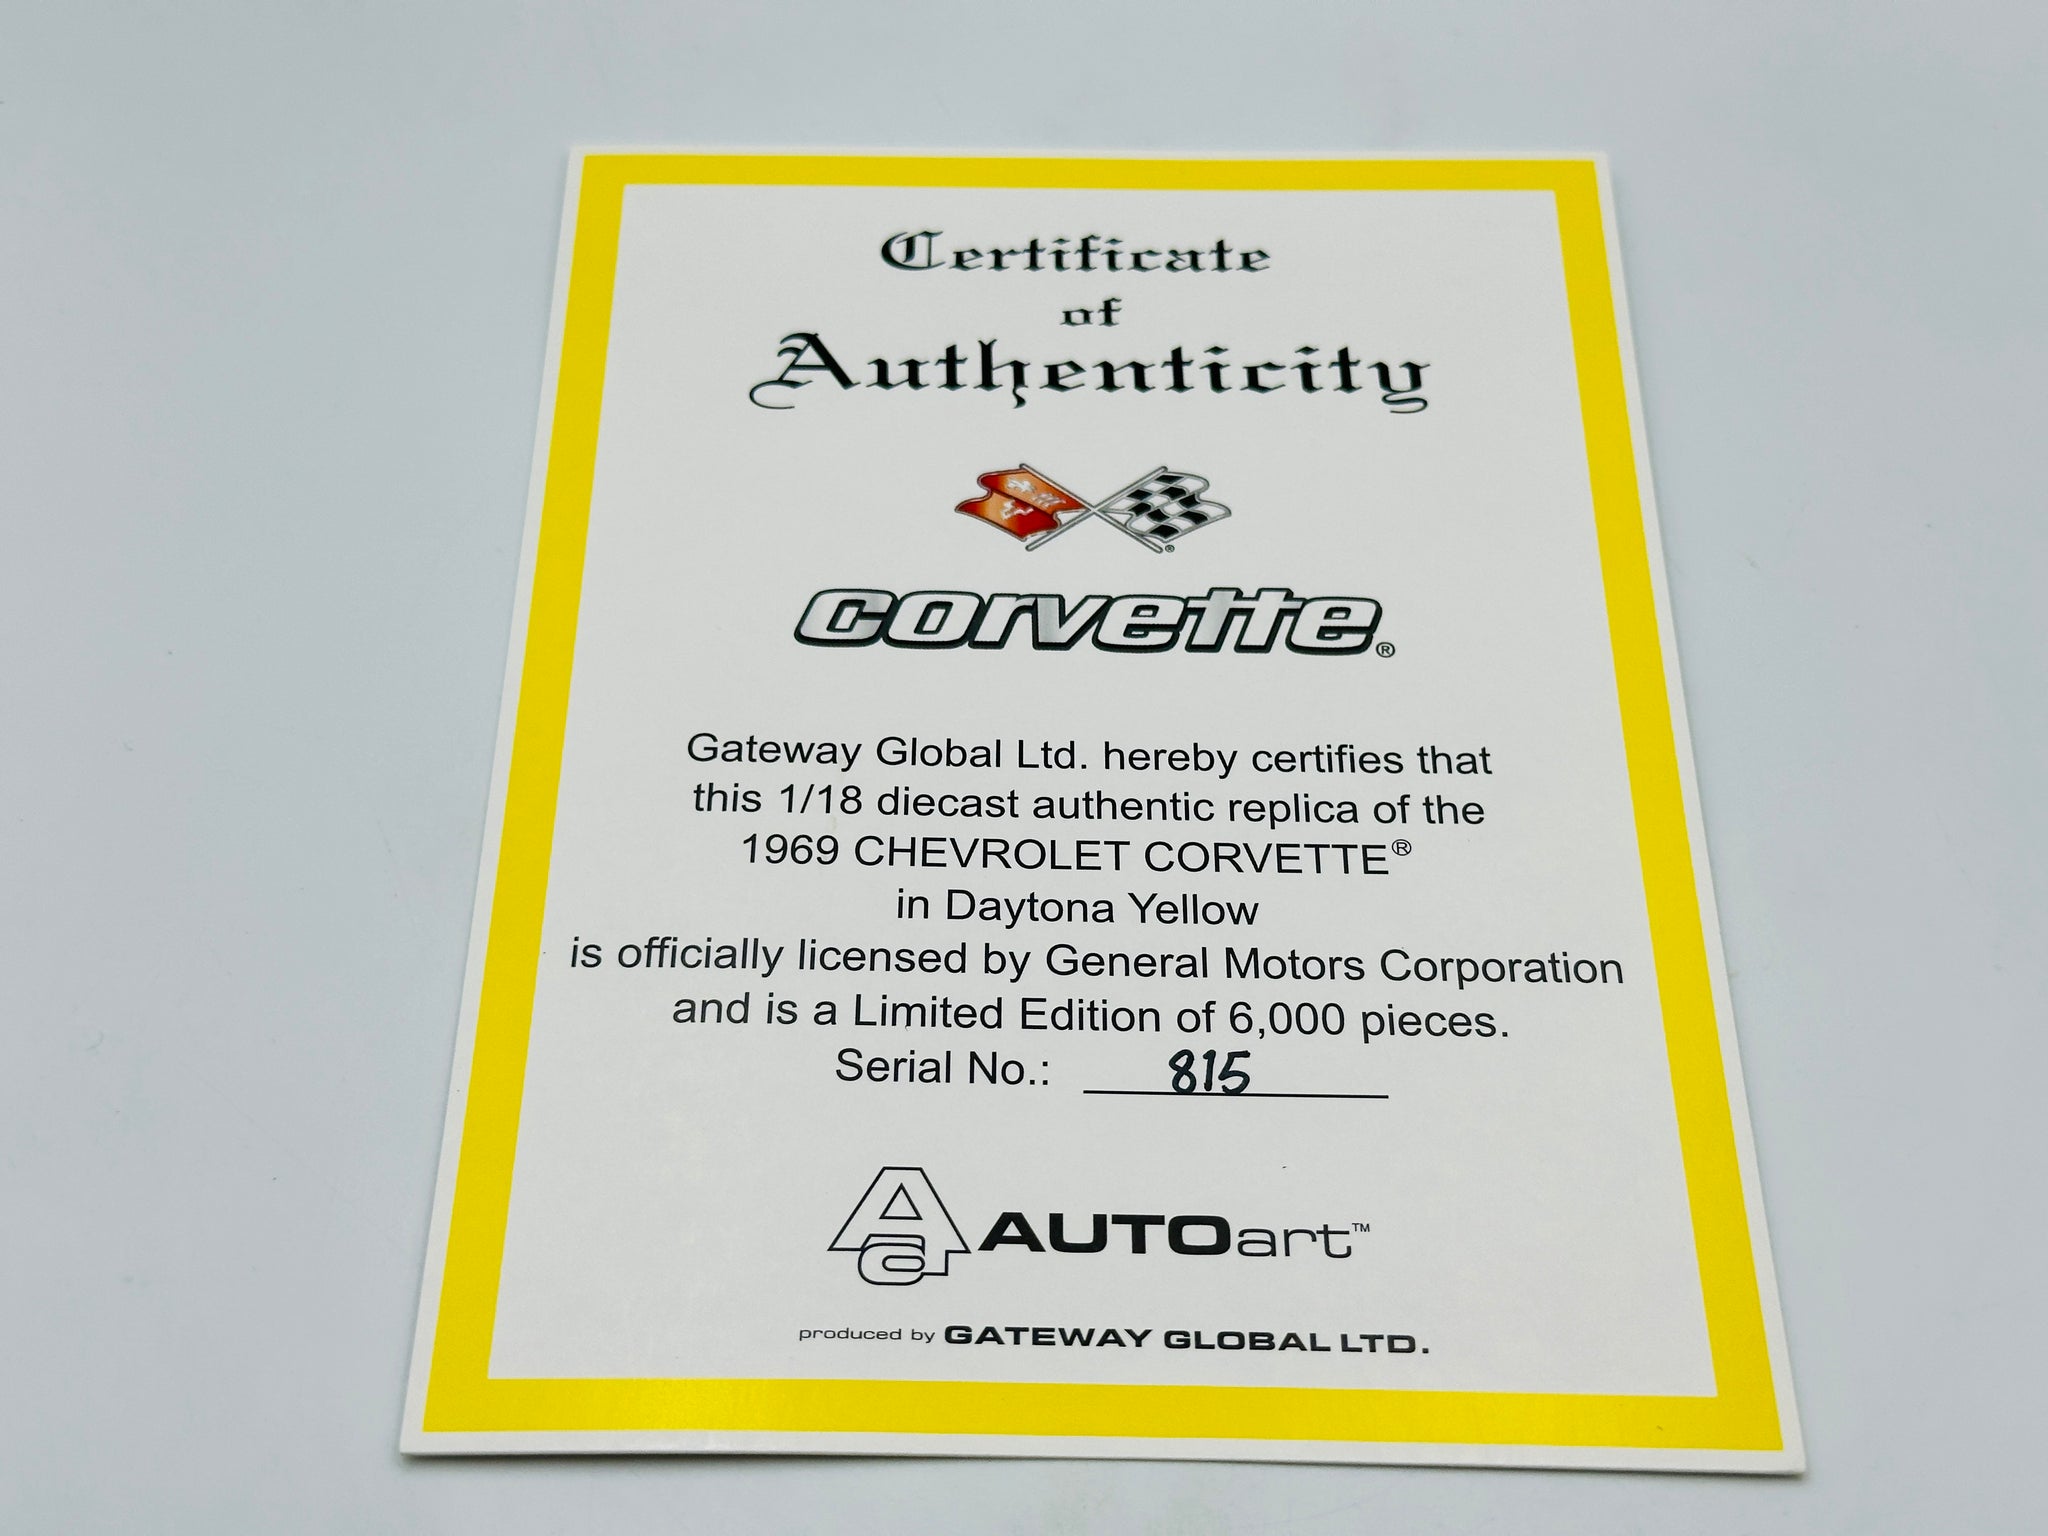 Certificate
of
Authenticity
®
corvette®
Gateway Global Ltd. hereby certifies that
this 1/18 diecast authentic replica of the
1969 CHEVROLET CORVETTE®
in Daytona Yellow
is officially licensed by General Motors Corporation
and is a Limited Edition of 6,000 pieces.
Serial No.: 815
AUTOart™
produced by GATEWAY GLOBAL LTD.